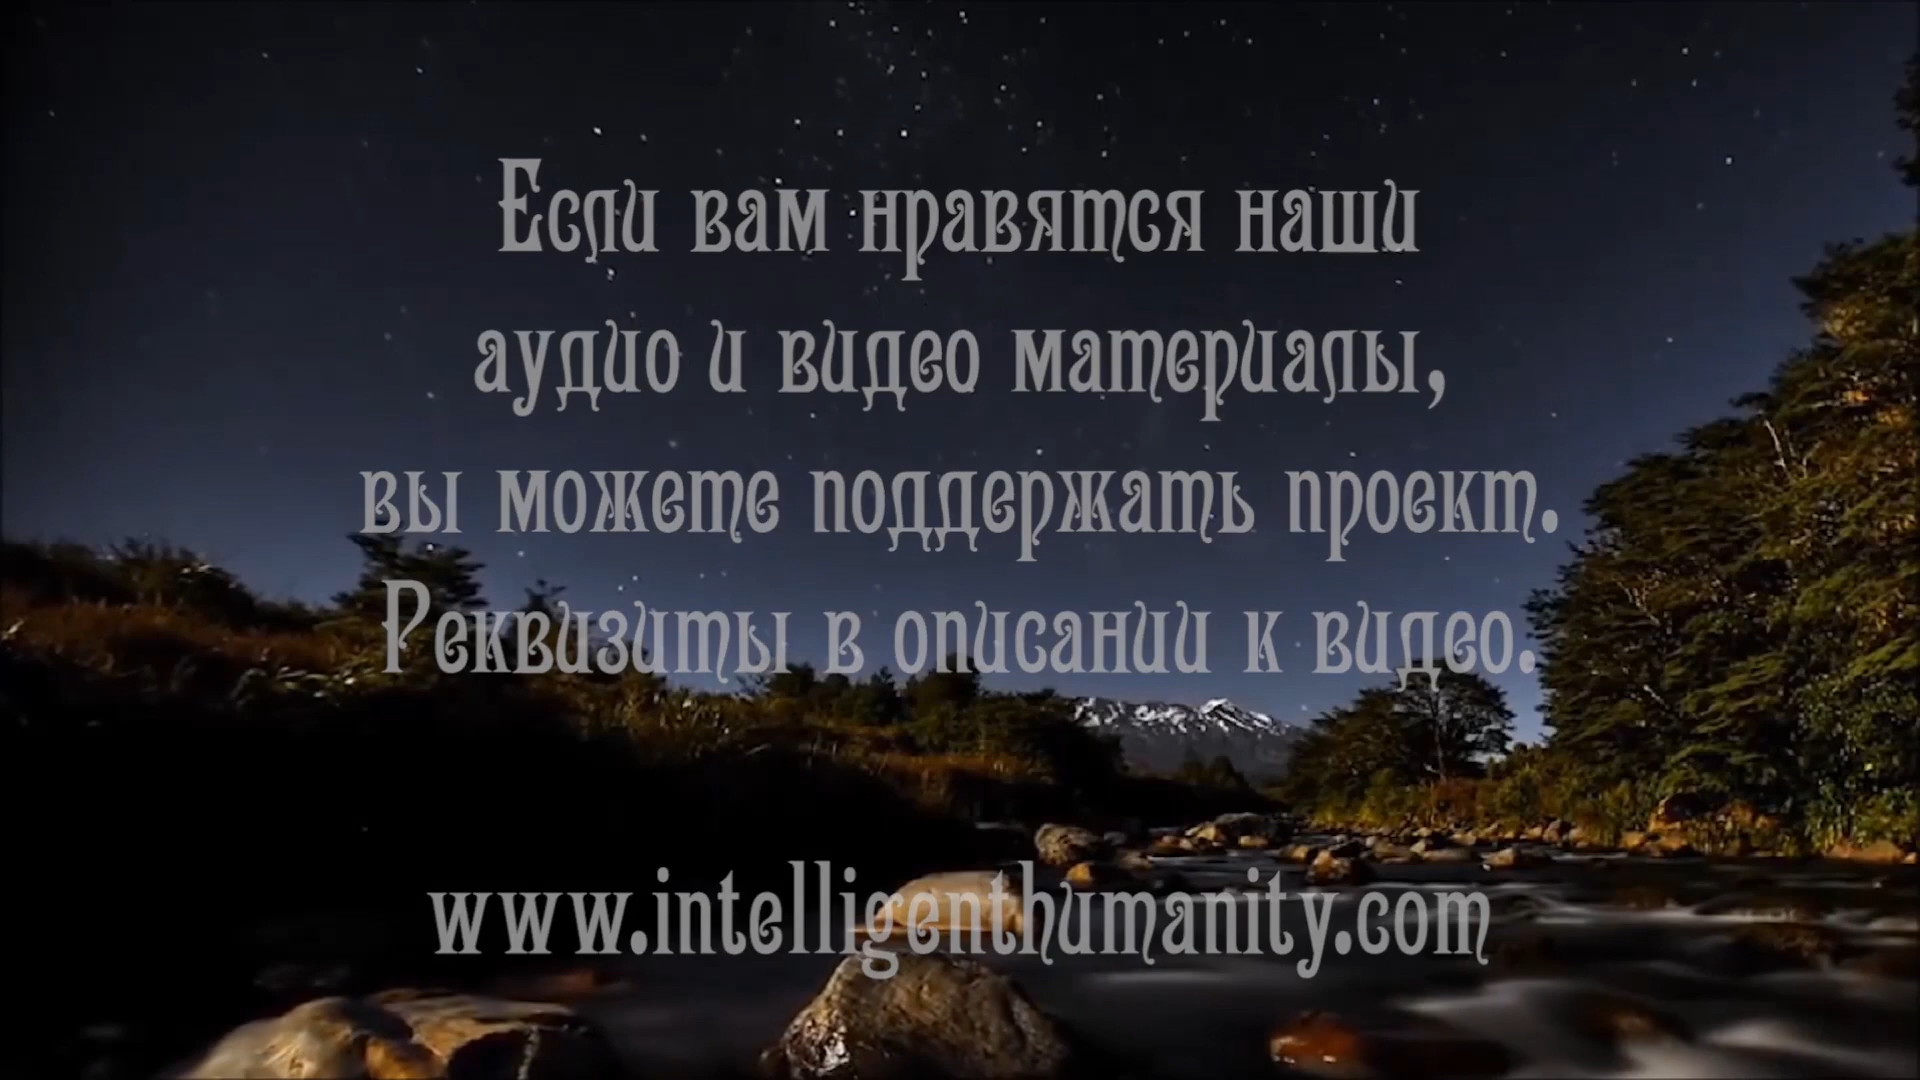 Если вам нравятся наши
аудио и видео материалы,
вы можете поддержать проект.
Реквизиты в описании к видео.
www.intelligenthumanity.com